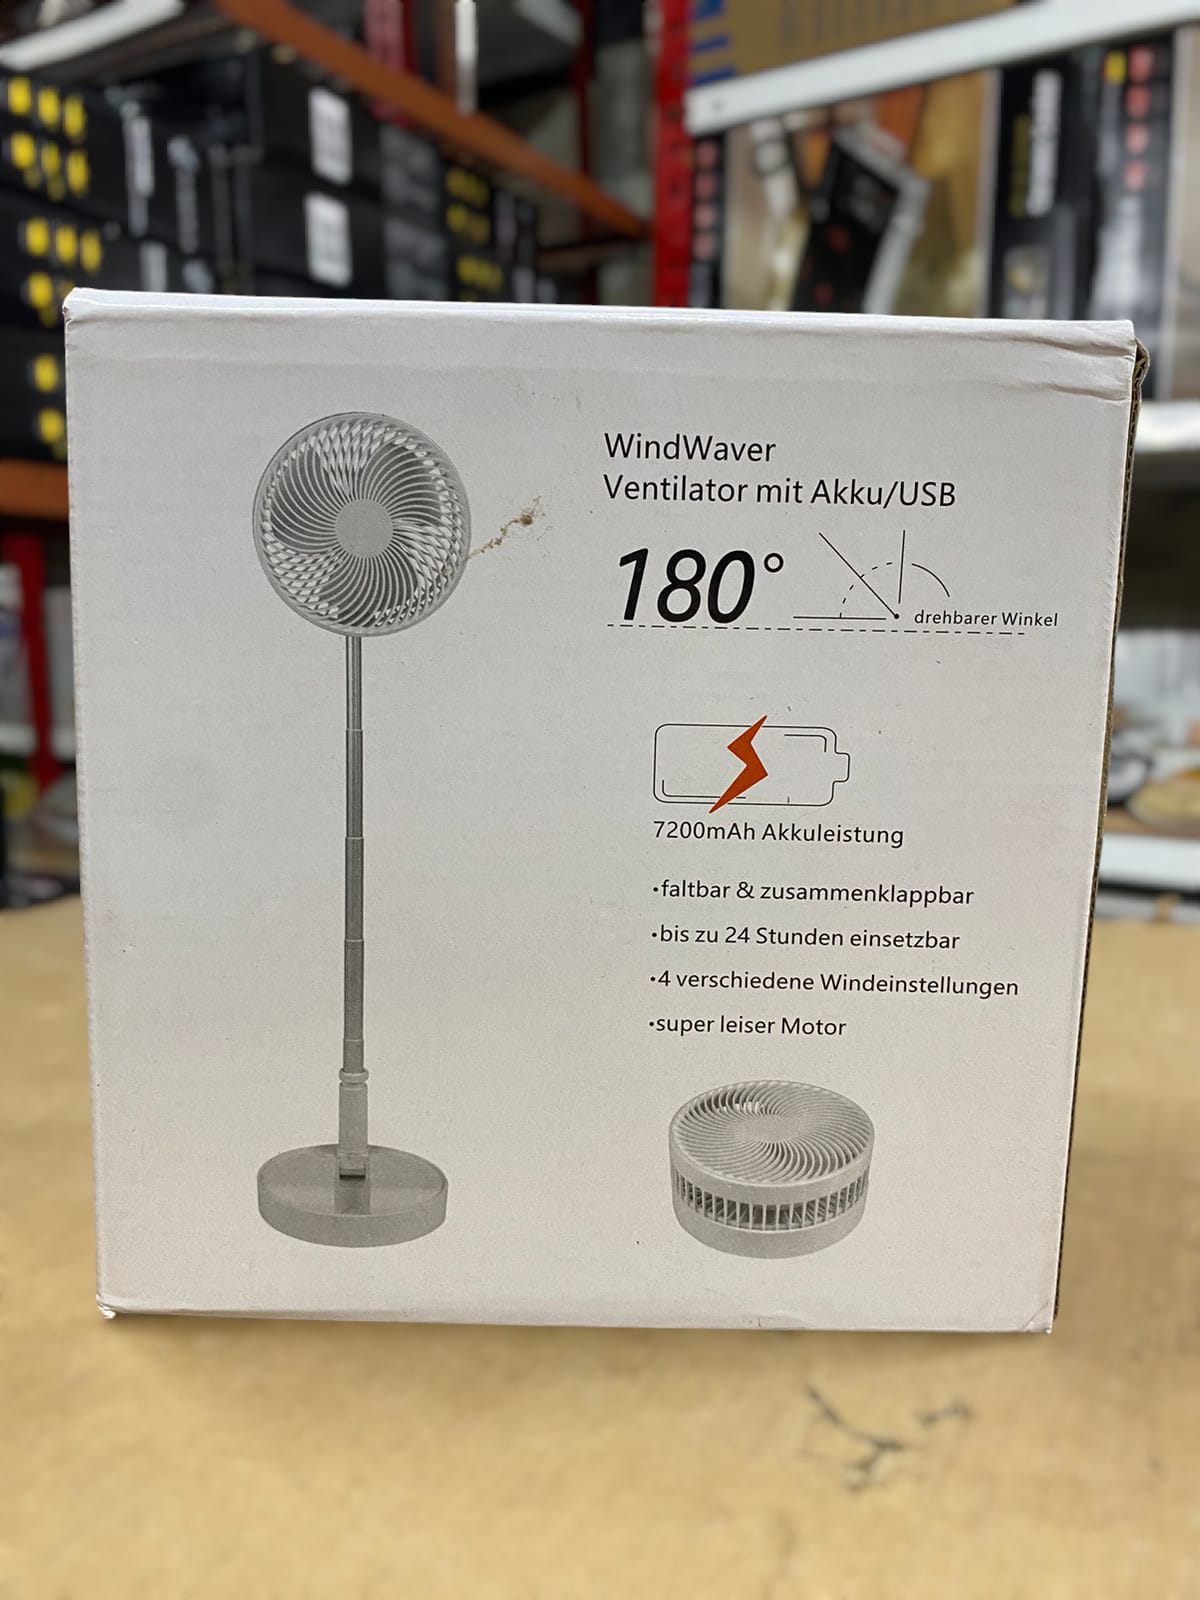 WindWaver
Ventilator mit Akku/USB
180°
drehbarer Winkel
7200mAh Akkuleistung
•faltbar & zusammenklappbar
•bis zu 24 Stunden einsetzbar
•4 verschiedene Windeinstellungen
•super leiser Motor